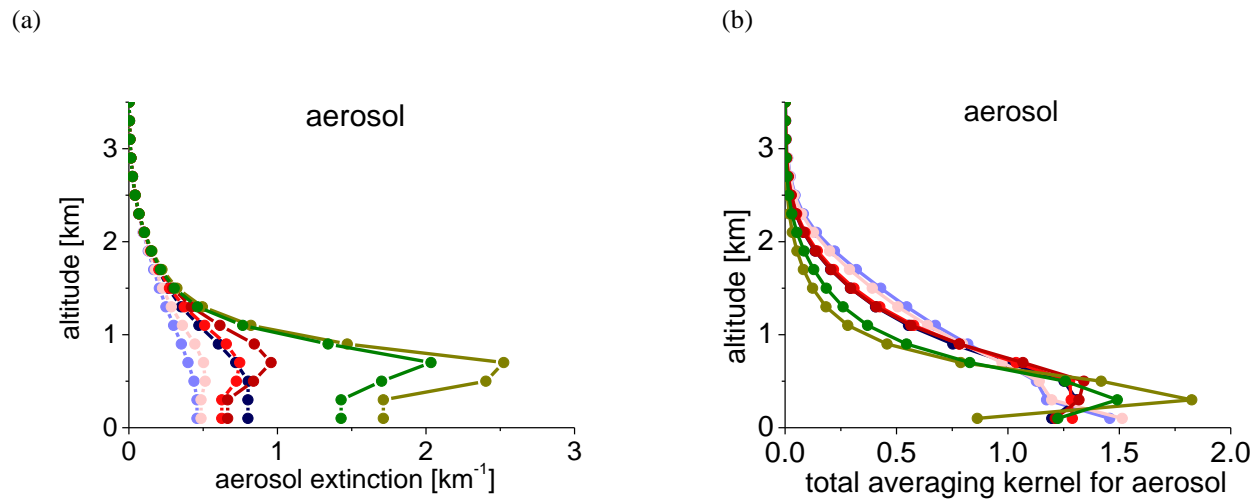 (a)
(b)
aerosol
aerosol
altitude [km]
altitude [km]
3
2
1
0
3
2
1
0
0
1
2
3
0.0
0.5
1.0
1.5
2.0
aerosol extinction [km⁻¹]
total averaging kernel for aerosol